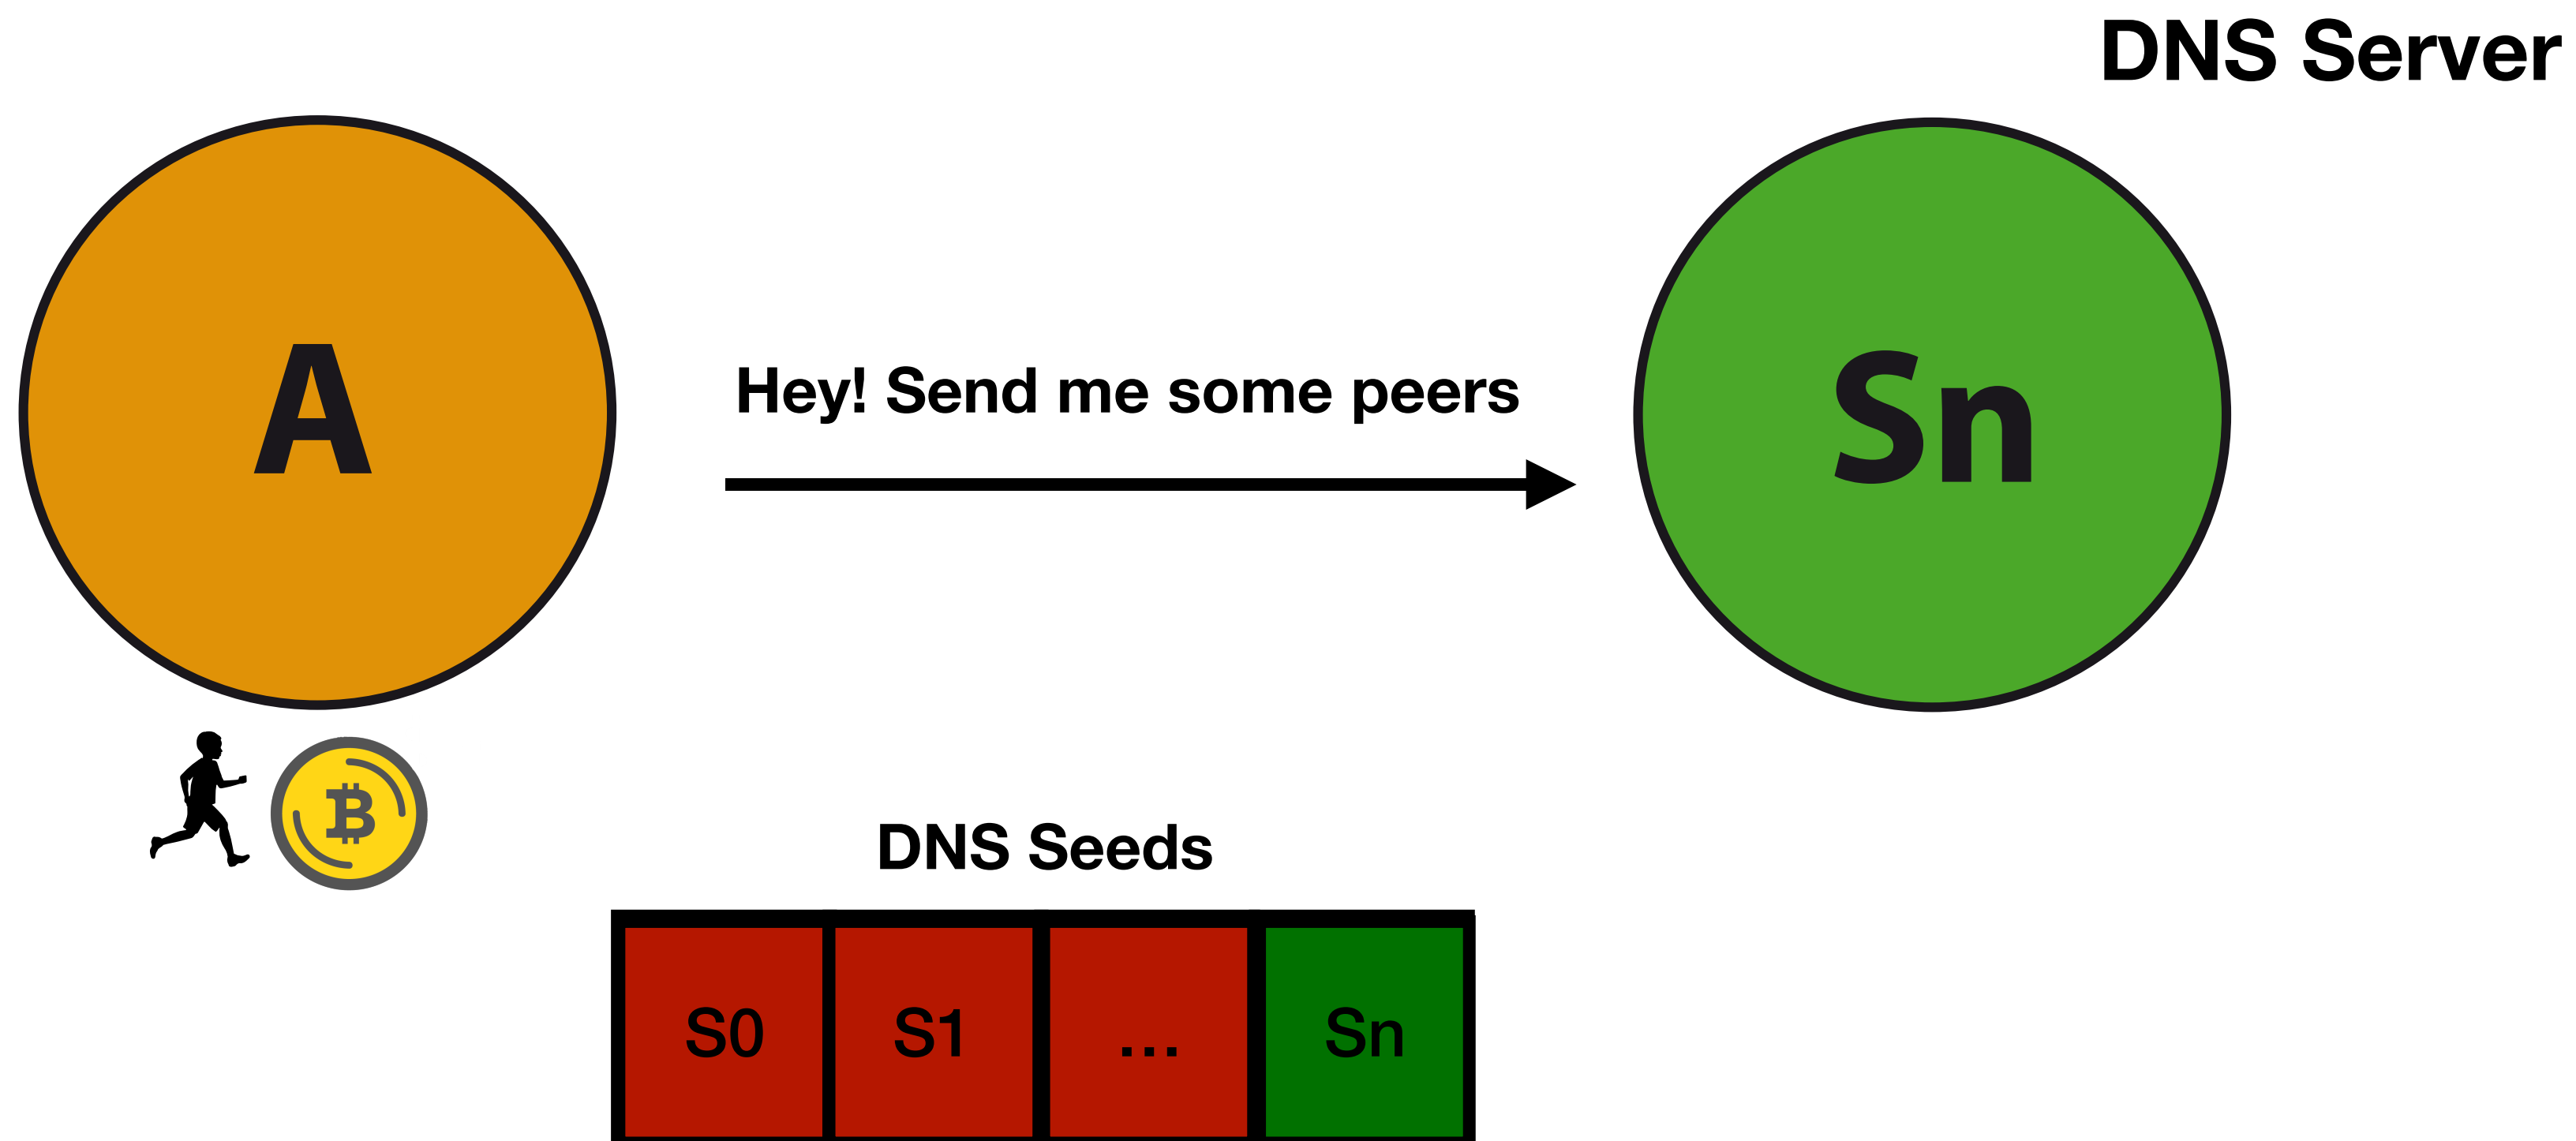 DNS Server
A
Hey! Send me some peers
Sn
₿
DNS Seeds
S0 S1 ... Sn